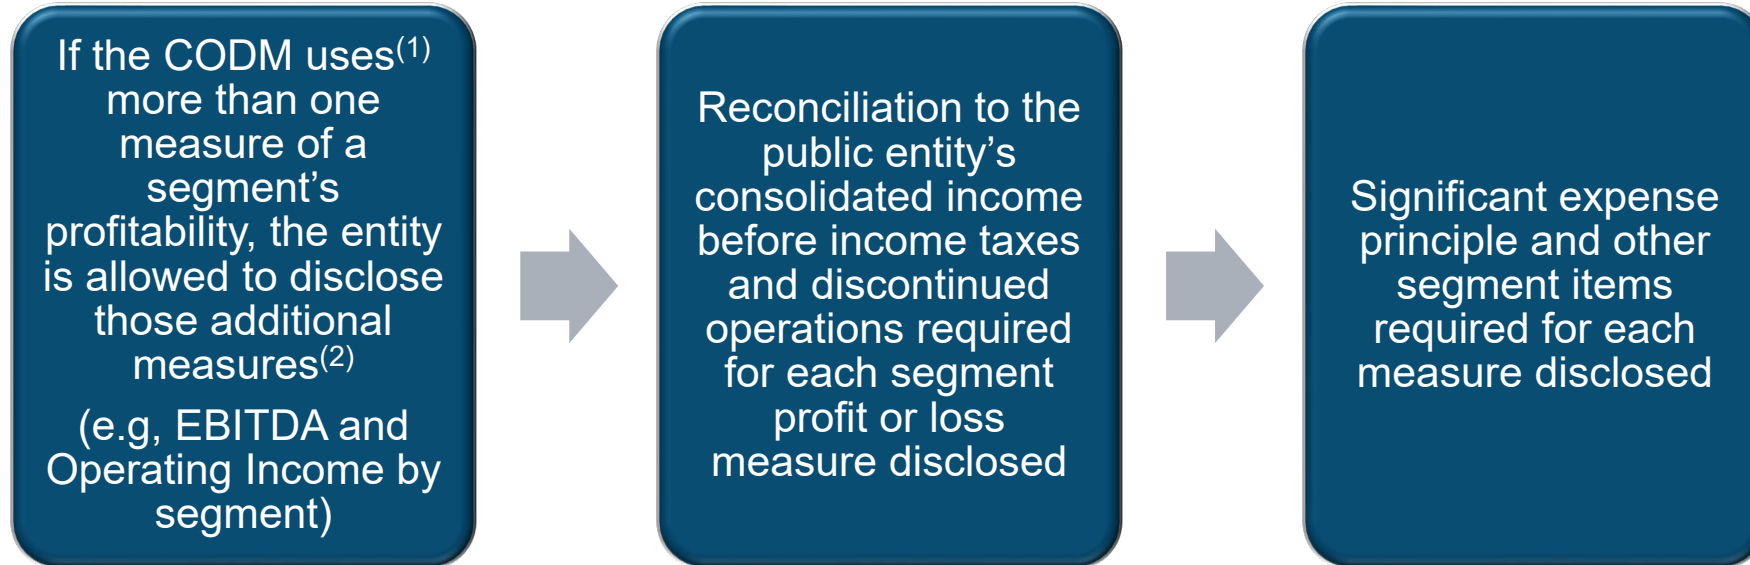 If the CODM uses(1)
more than one
measure of a
segment’s
profitability, the entity
is allowed to disclose
those additional
measures(2)
(e.g, EBITDA and
Operating Income by
segment)
Reconciliation to the
public entity’s
consolidated income
before income taxes
and discontinued
operations required
for each segment
profit or loss
measure disclosed
Significant expense
principle and other
segment items
required for each
measure disclosed